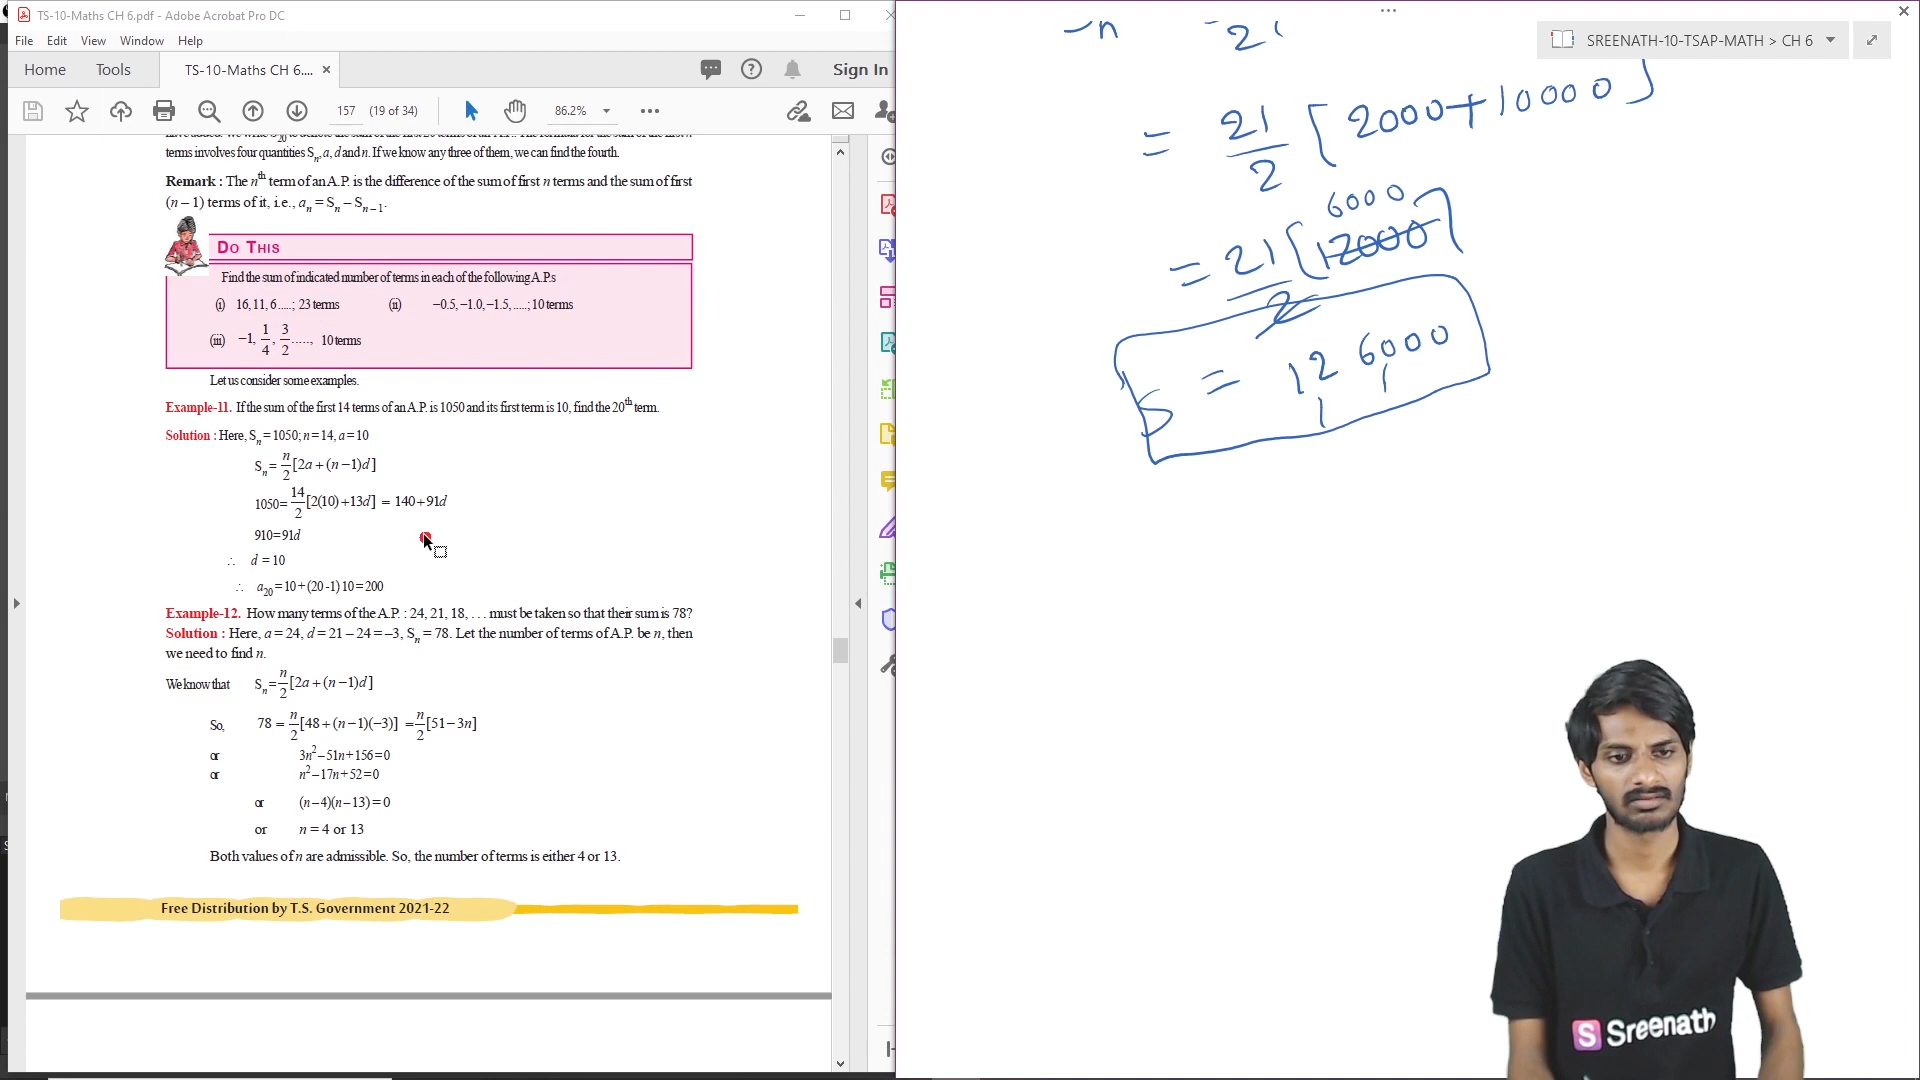 TS-10-Maths CH 6.pdf - Adobe Acrobat Pro DC
File Edit View Window Help
Home Tools TS-10-Maths CH 6.... × Sign In
157 (19 of 34) 86.2%
terms involves four quantities Sn, a, d and n. If we know any three of them, we can find the fourth.
Remark : The nth term of an A.P. is the difference of the sum of first n terms and the sum of first
(n – 1) terms of it, i.e., an = Sn – Sn – 1.
DO THIS
Find the sum of indicated number of terms in each of the following A.P.s
(i) 16, 11, 6 .....; 23 terms (ii) −0.5, −1.0, −1.5, .....; 10 terms
(iii) −1, 1/4, 3/2 ....., 10 terms
Let us consider some examples.
Example-11. If the sum of the first 14 terms of an A.P. is 1050 and its first term is 10, find the 20th term.
Solution : Here, Sn = 1050; n = 14, a = 10
Sn = n/2 [2a + (n − 1)d]
1050 = 14/2 [2(10) + 13d] = 140 + 91d
910 = 91d
∴ d = 10
∴ a20 = 10 + (20 - 1) 10 = 200
Example-12. How many terms of the A.P. : 24, 21, 18, . . . must be taken so that their sum is 78?
Solution : Here, a = 24, d = 21 – 24 = –3, Sn = 78. Let the number of terms of A.P. be n, then
we need to find n.
We know that Sn = n/2 [2a + (n − 1)d]
So, 78 = n/2 [48 + (n − 1)(−3)] = n/2 [51 − 3n]
or 3n² – 51n + 156 = 0
or n² – 17n + 52 = 0
or (n – 4)(n – 13) = 0
or n = 4 or 13
Both values of n are admissible. So, the number of terms is either 4 or 13.
Free Distribution by T.S. Government 2021-22
SREENATH-10-TSAP-MATH > CH 6
= 21/2 [2000+10000]
6000
= 21/2 [12000]
S = 126000
S Sreenath